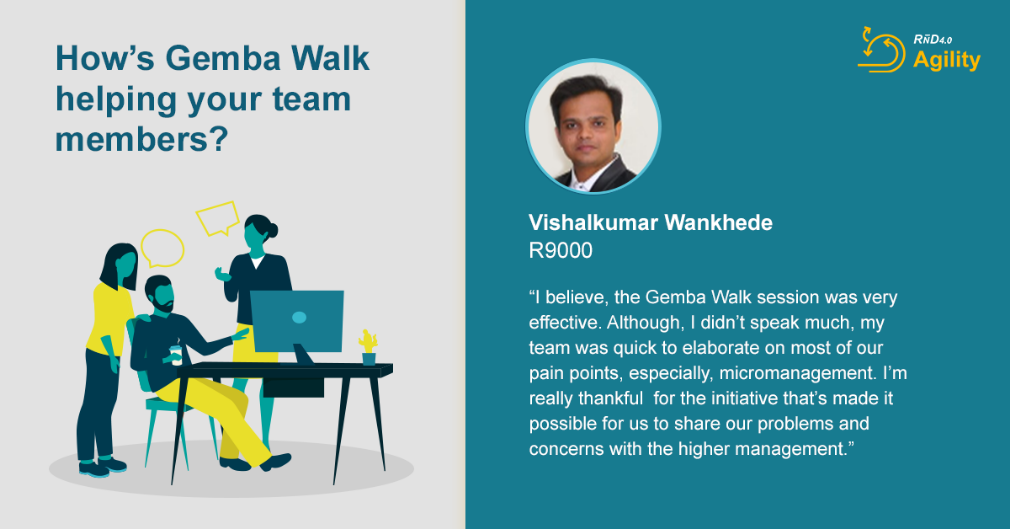 How’s Gemba Walk
helping your team
members?
RñD4.0
Agility
Vishalkumar Wankhede
R9000
“I believe, the Gemba Walk session was very
effective. Although, I didn’t speak much, my
team was quick to elaborate on most of our
pain points, especially, micromanagement. I’m
really thankful  for the initiative that’s made it
possible for us to share our problems and
concerns with the higher management.”